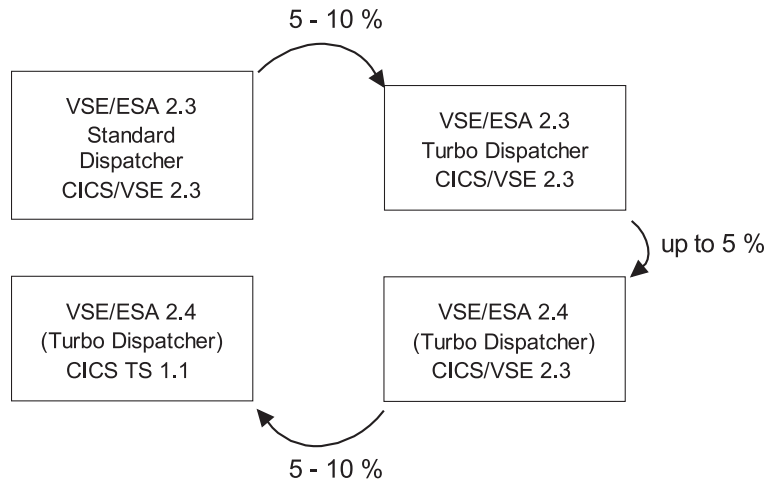 5 - 10 %
VSE/ESA 2.3
Standard
Dispatcher
CICS/VSE 2.3
VSE/ESA 2.3
Turbo Dispatcher
CICS/VSE 2.3
up to 5 %
VSE/ESA 2.4
(Turbo Dispatcher)
CICS TS 1.1
VSE/ESA 2.4
(Turbo Dispatcher)
CICS/VSE 2.3
5 - 10 %